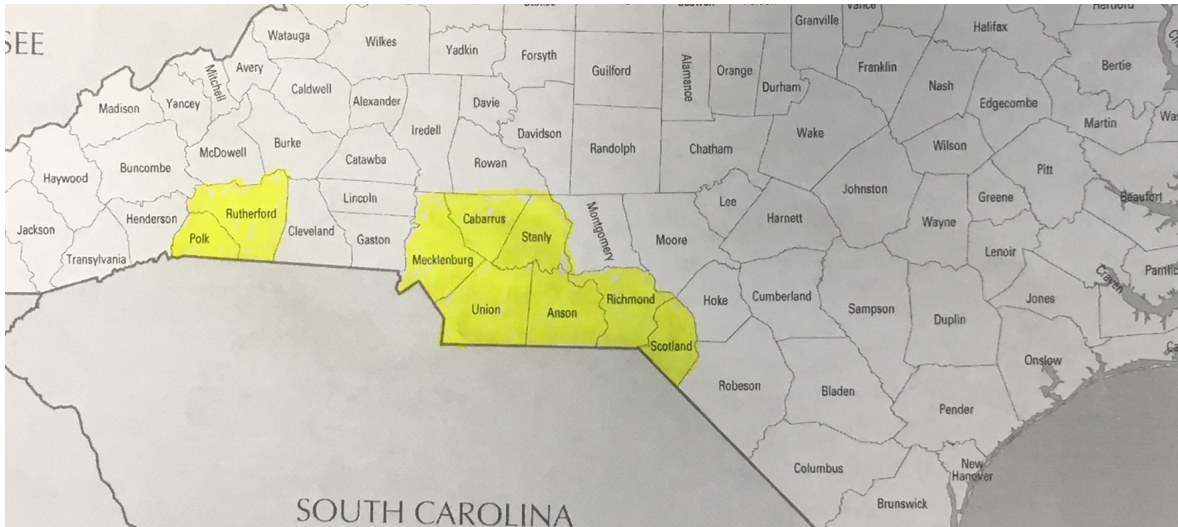 Granville
Halifax
SEE
Watauga
Wilkes
Yadkin
Forsyth
Guilford
Alamance
Orange
Durham
Franklin
Nash
Bertie
Edgecombe
Martin
Avery
Mitchell
Caldwell
Alexander
Davie
Madison
Yancey
Iredell
Davidson
Wake
Wilson
McDowell
Burke
Catawba
Rowan
Randolph
Chatham
Pitt
Haywood
Buncombe
Johnston
Greene
Beaufort
Lincoln
Lee
Harnett
Wayne
Henderson
Rutherford
Cleveland
Gaston
Cabarrus
Stanly
Montgomery
Moore
Lenoir
Jackson
Transylvania
Polk
Mecklenburg
Craven
Union
Anson
Richmond
Hoke
Cumberland
Sampson
Duplin
Jones
Scotland
Onslow
Robeson
Bladen
Pender
Columbus
New
Hanover
Brunswick
SOUTH CAROLINA